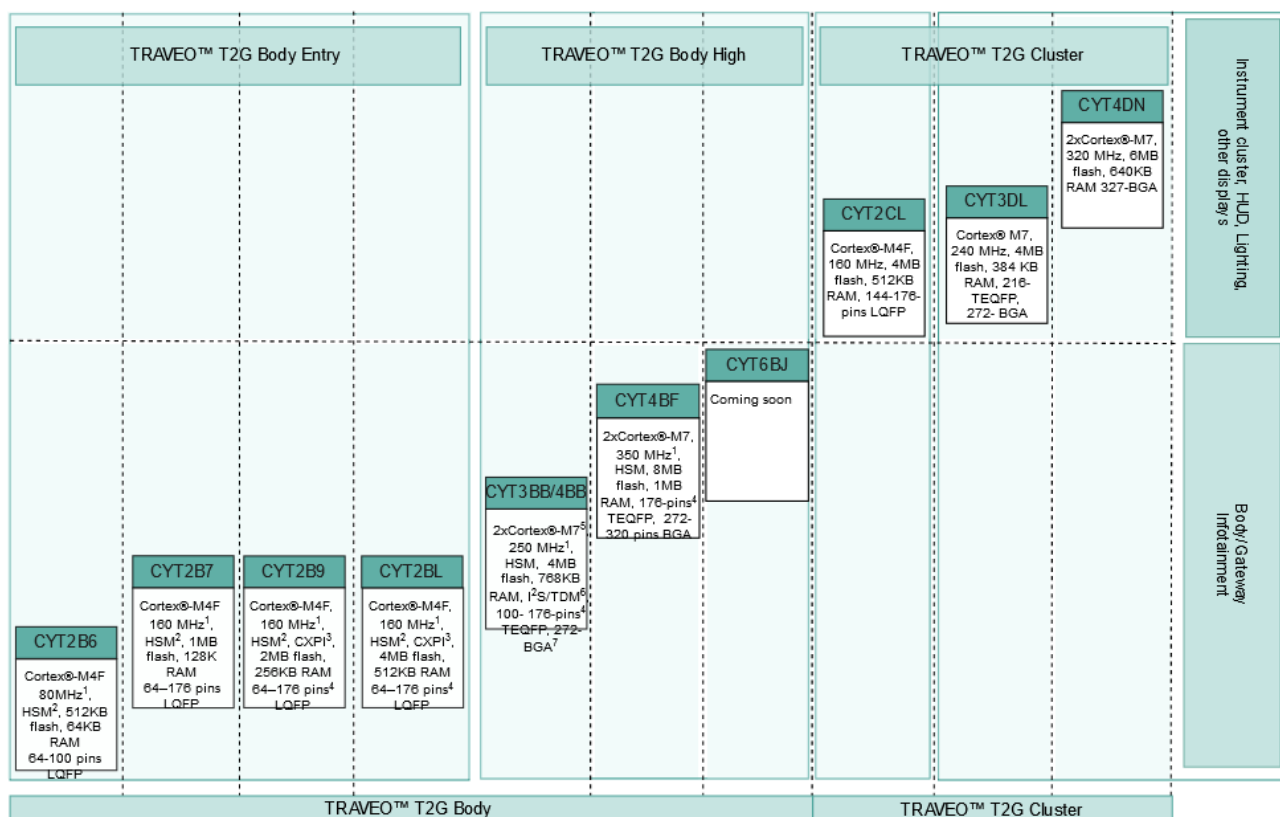 TRAVEO™ T2G Body Entry
TRAVEO™ T2G Body High
TRAVEO™ T2G Cluster
Instrument cluster, HUD, Lighting,
other displays
CYT4DN
2xCortex®-M7,
320 MHz, 6MB
flash, 640KB
RAM 327-BGA
CYT2CL
Cortex®-M4F,
160 MHz, 4MB
flash, 512KB
RAM, 144-176-
pins LQFP
CYT3DL
Cortex® M7,
240 MHz, 4MB
flash, 384 KB
RAM, 216-
TEQFP,
272- BGA
CYT6BJ
Coming soon
CYT4BF
2xCortex®-M7,
350 MHz¹,
HSM, 8MB
flash, 1MB
RAM, 176-pins⁴
TEQFP, 272-
320 pins BGA
CYT3BB/4BB
2xCortex®-M7⁵
250 MHz¹,
HSM, 4MB
flash, 768KB
RAM, I²S/TDM⁶
100- 176-pins⁴
TEQFP, 272-
BGA⁷
CYT2B7
Cortex®-M4F
160 MHz¹,
HSM², 1MB
flash, 128K
RAM
64–176 pins
LQFP
CYT2B9
Cortex®-M4F,
160 MHz¹,
HSM², CXPI³,
2MB flash,
256KB RAM
64–176 pins⁴
LQFP
CYT2BL
Cortex®-M4F,
160 MHz¹,
HSM², CXPI³,
4MB flash,
512KB RAM
64–176 pins⁴
LQFP
CYT2B6
Cortex®-M4F
80MHz¹,
HSM², 512KB
flash, 64KB
RAM
64-100 pins
LQFP
Body/Gateway
Infotainment
TRAVEO™ T2G Body
TRAVEO™ T2G Cluster